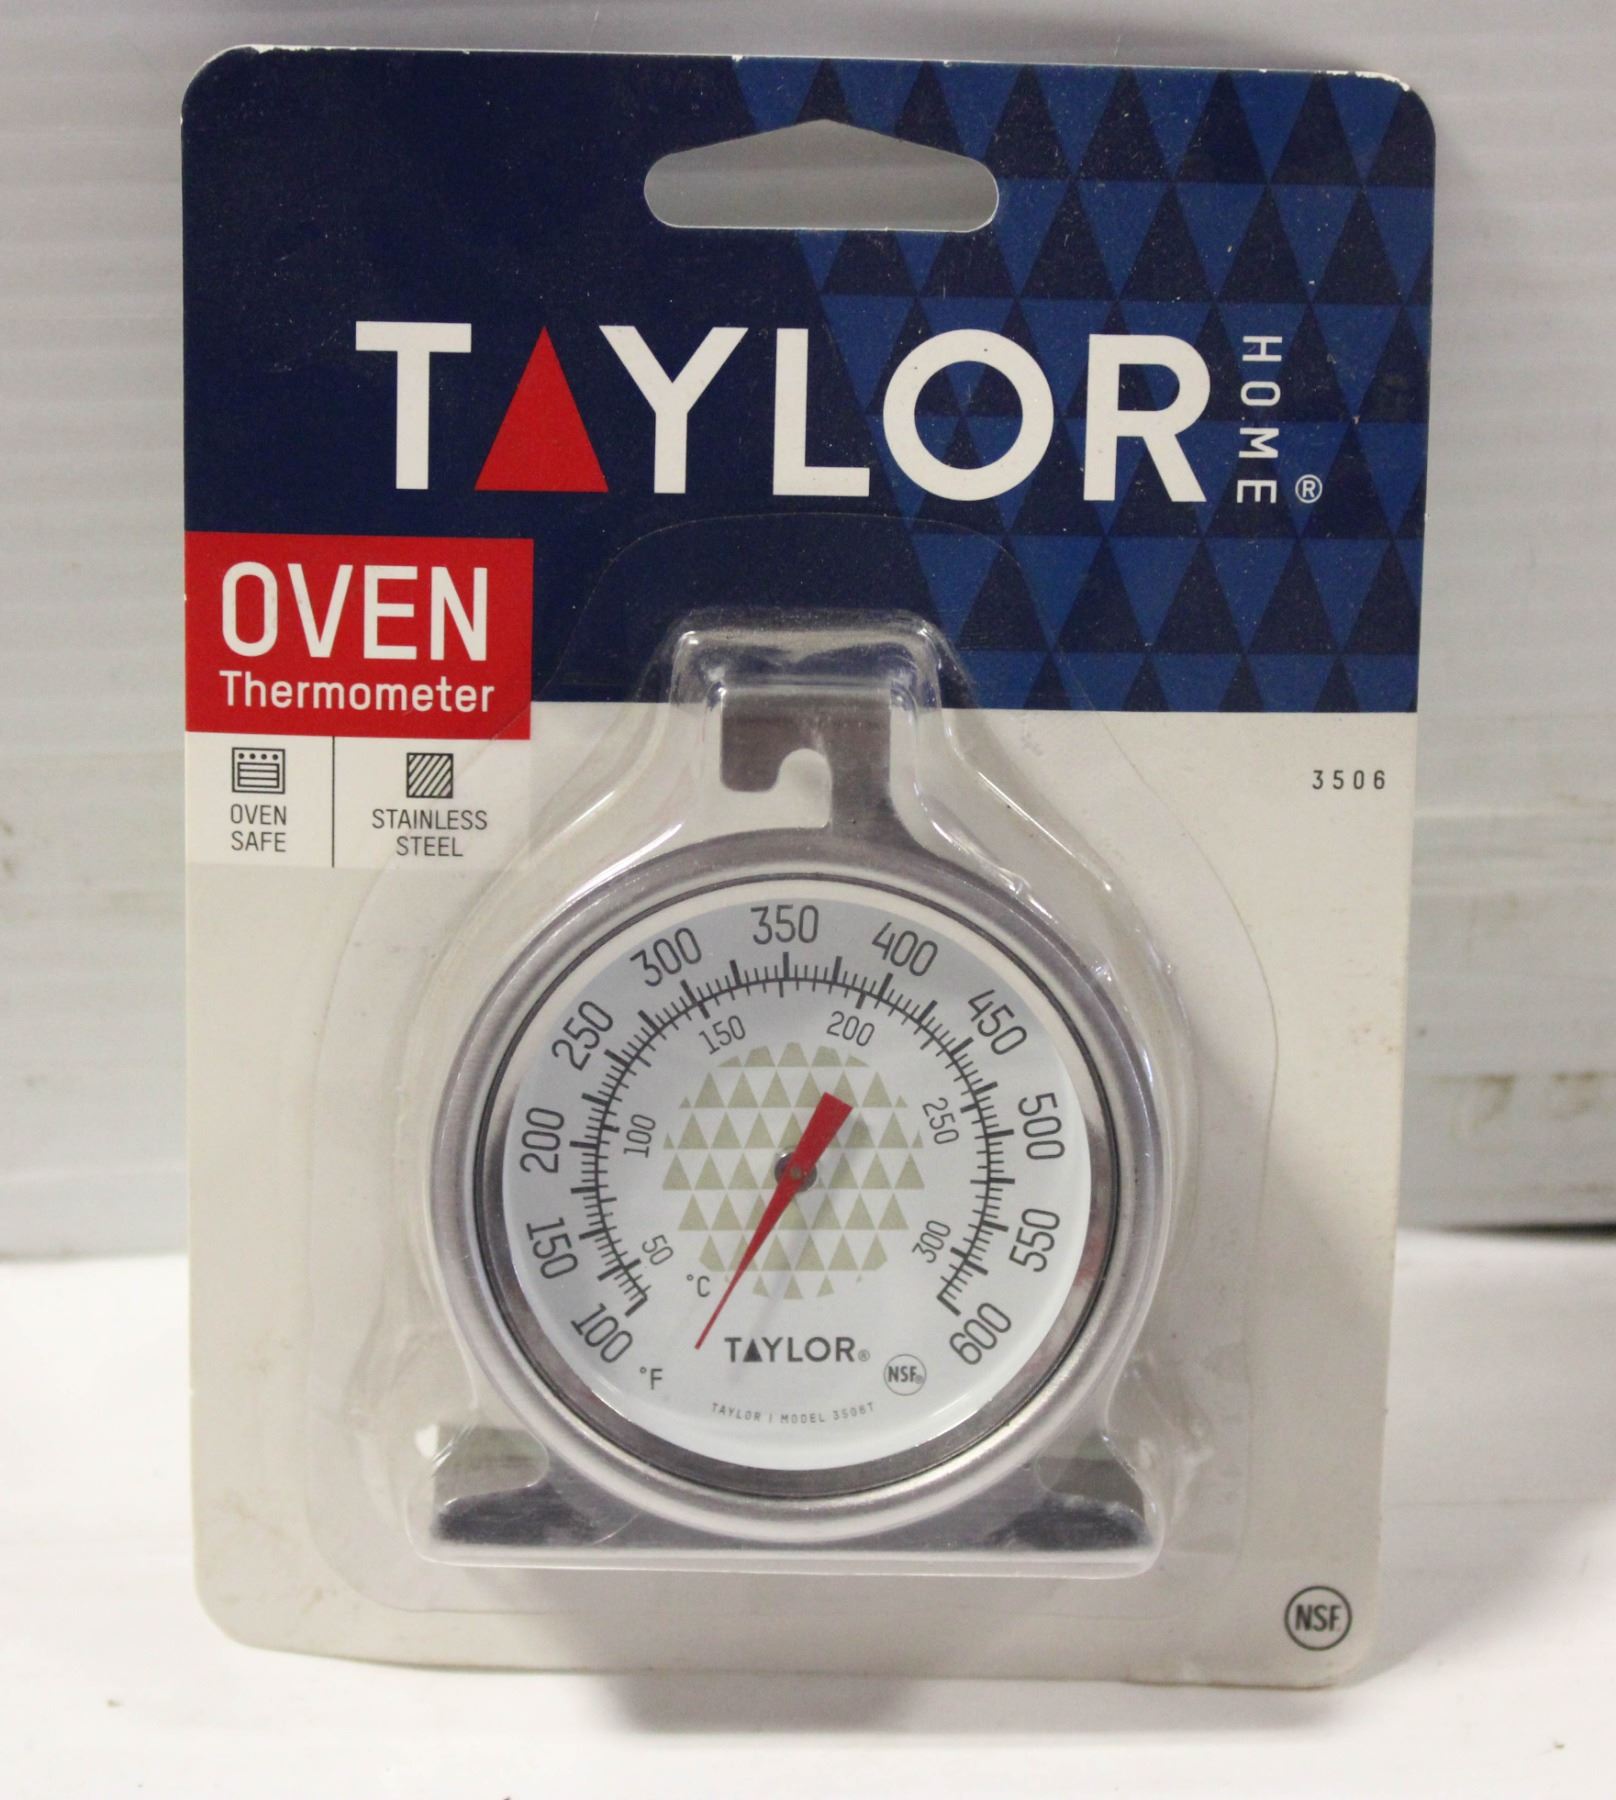 TAYLOR HOME®
OVEN
Thermometer
OVEN
SAFE
STAINLESS
STEEL
3506
100 150 200 250 300 350 400 450 500 550 600
50 100 150 200 250 300
°C
°F
TAYLOR®
NSF®
TAYLOR | MODEL 3506T
NSF